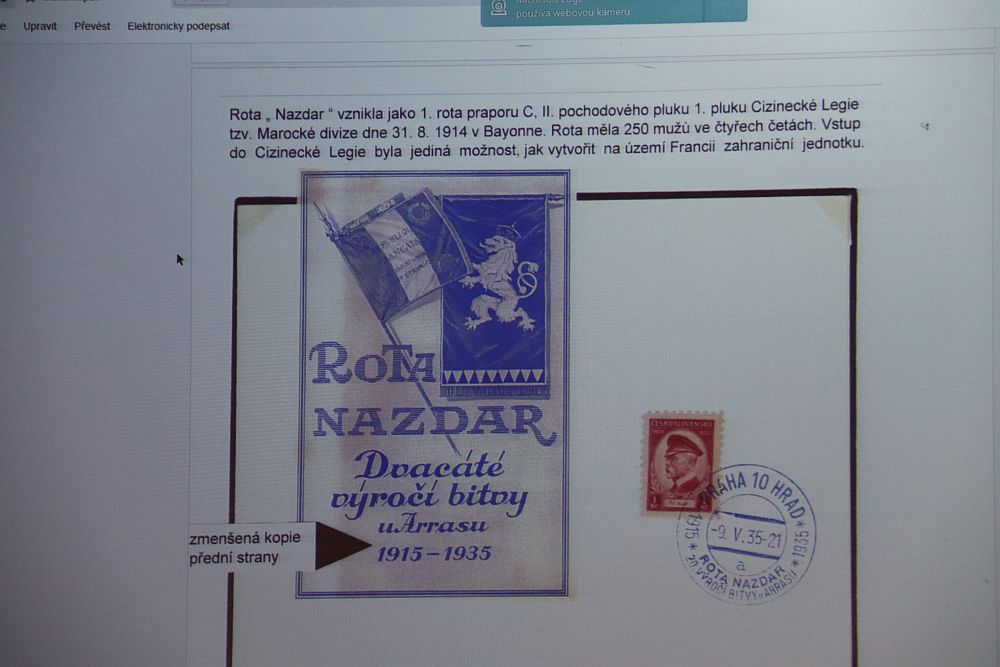 Upravit Převést Elektronicky podepsat
Microsoft Edge
používá webovou kameru
Rota „ Nazdar “ vznikla jako 1. rota praporu C, II. pochodového pluku 1. pluku Cizinecké Legie
tzv. Marocké divize dne 31. 8. 1914 v Bayonne. Rota měla 250 mužů ve čtyřech četách. Vstup
do Cizinecké Legie byla jediná možnost, jak vytvořit na území Francii zahraniční jednotku.
ROTA
NAZDAR
Dvacáté
výročí bitvy
u Arrasu
1915 – 1935
zmenšená kopie
přední strany
ČESKOSLOVENSKO
PRAHA 10 HRAD
-9. V. 35-21
a
ROTA NAZDAR
* 1915 * 20. VÝROČÍ BITVY U ARRASU * 1935 *